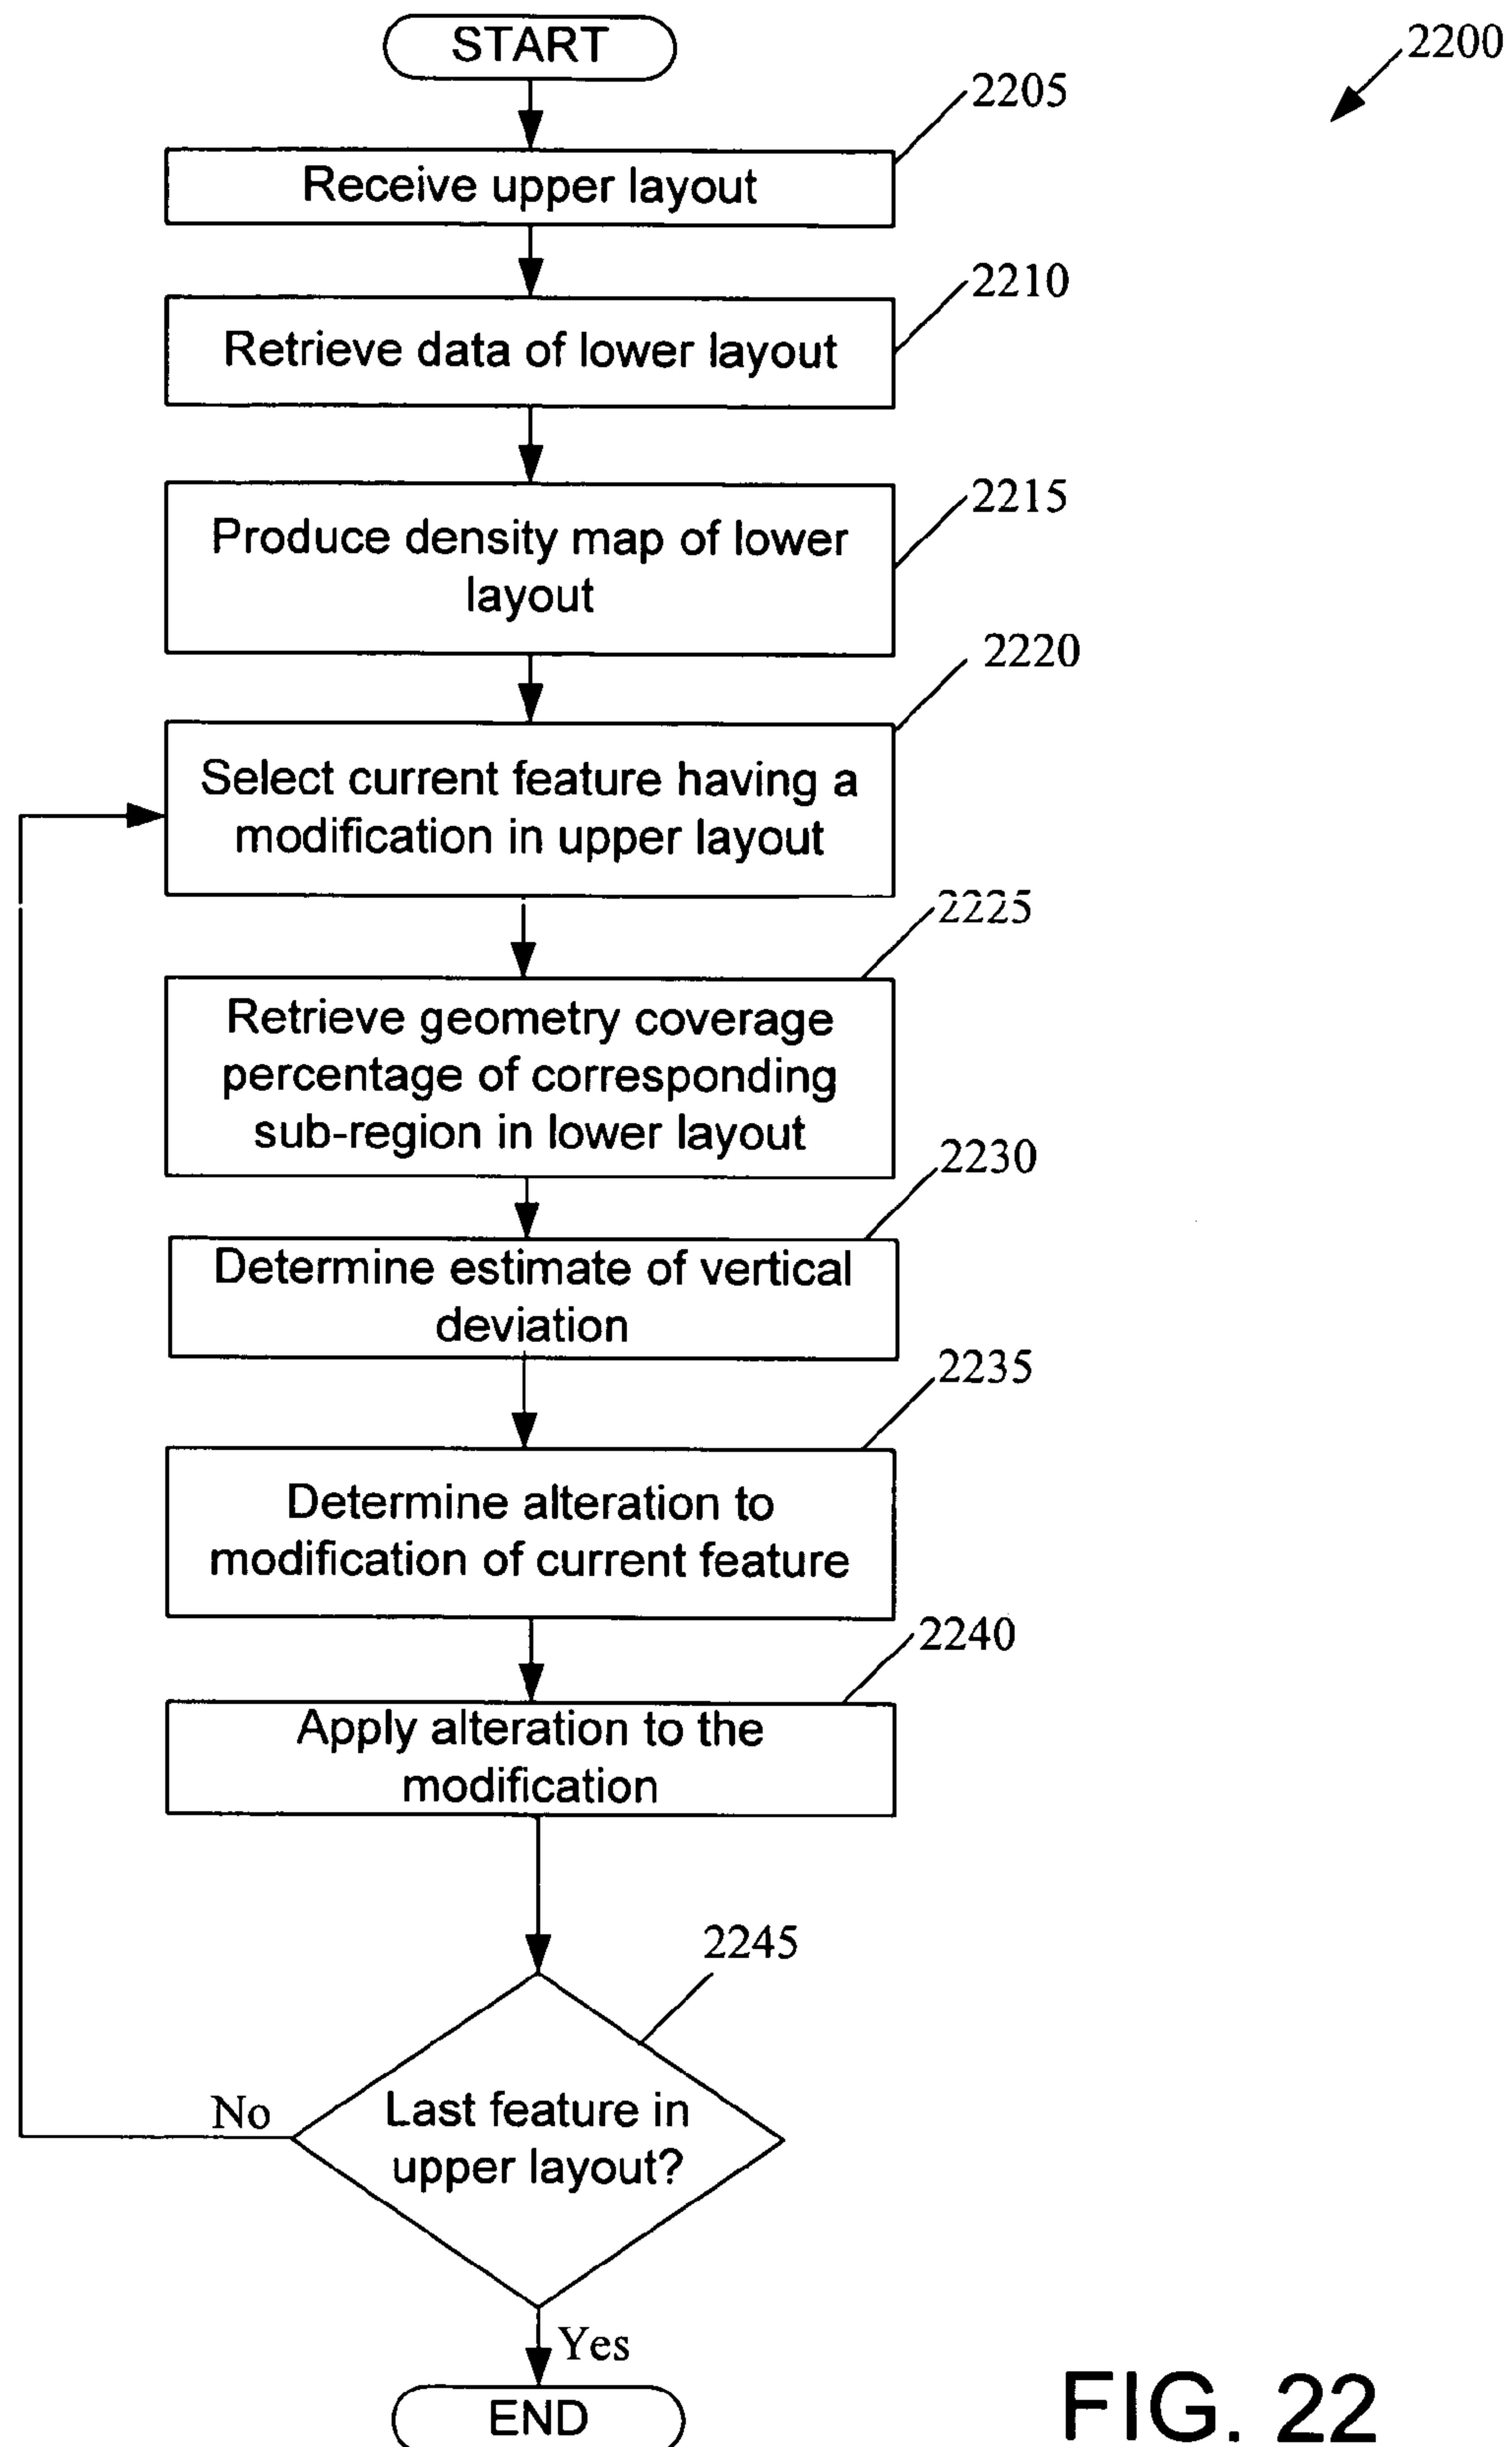 START
2200
2205
Receive upper layout
2210
Retrieve data of lower layout
2215
Produce density map of lower
layout
2220
Select current feature having a
modification in upper layout
2225
Retrieve geometry coverage
percentage of corresponding
sub-region in lower layout
2230
Determine estimate of vertical
deviation
2235
Determine alteration to
modification of current feature
2240
Apply alteration to the
modification
2245
Last feature in
upper layout?
No
Yes
END
FIG. 22